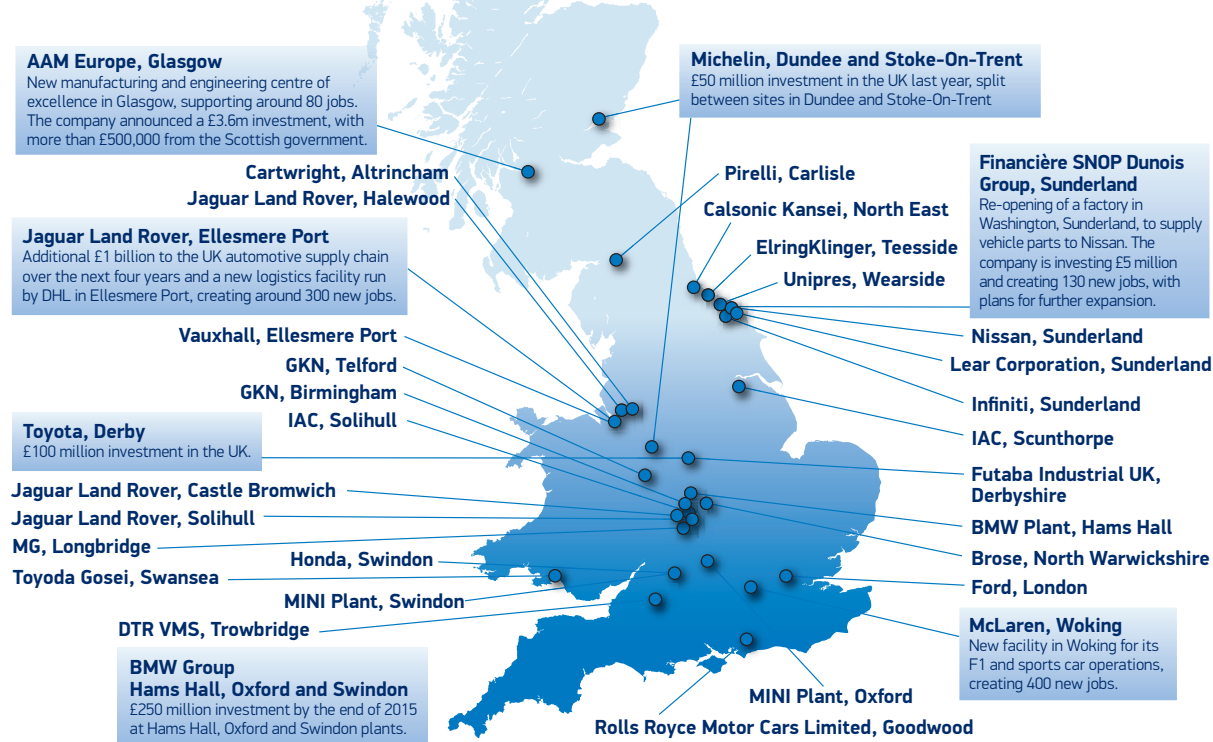 AAM Europe, Glasgow
New manufacturing and engineering centre of
excellence in Glasgow, supporting around 80 jobs.
The company announced a £3.6m investment, with
more than £500,000 from the Scottish government.
Michelin, Dundee and Stoke-On-Trent
£50 million investment in the UK last year, split
between sites in Dundee and Stoke-On-Trent
Cartwright, Altrincham
Jaguar Land Rover, Halewood
Jaguar Land Rover, Ellesmere Port
Additional £1 billion to the UK automotive supply chain
over the next four years and a new logistics facility run
by DHL in Ellesmere Port, creating around 300 new jobs.
Vauxhall, Ellesmere Port
GKN, Telford
GKN, Birmingham
IAC, Solihull
Toyota, Derby
£100 million investment in the UK.
Jaguar Land Rover, Castle Bromwich
Jaguar Land Rover, Solihull
MG, Longbridge
Honda, Swindon
Toyoda Gosei, Swansea
MINI Plant, Swindon
DTR VMS, Trowbridge
BMW Group
Hams Hall, Oxford and Swindon
£250 million investment by the end of 2015
at Hams Hall, Oxford and Swindon plants.
Pirelli, Carlisle
Calsonic Kansei, North East
ElringKlinger, Teesside
Unipres, Wearside
Financière SNOP Dunois
Group, Sunderland
Re-opening of a factory in
Washington, Sunderland, to supply
vehicle parts to Nissan. The
company is investing £5 million
and creating 130 new jobs, with
plans for further expansion.
Nissan, Sunderland
Lear Corporation, Sunderland
Infiniti, Sunderland
IAC, Scunthorpe
Futaba Industrial UK,
Derbyshire
BMW Plant, Hams Hall
Brose, North Warwickshire
Ford, London
McLaren, Woking
New facility in Woking for its
F1 and sports car operations,
creating 400 new jobs.
MINI Plant, Oxford
Rolls Royce Motor Cars Limited, Goodwood